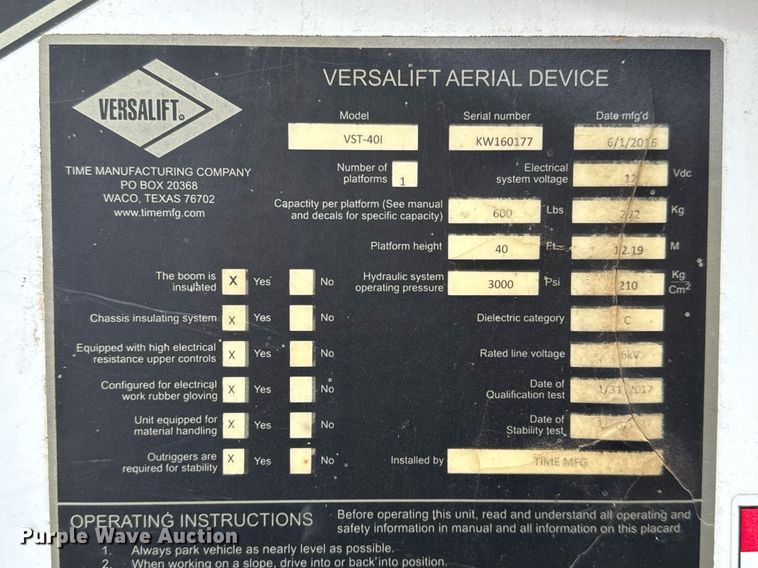 VERSALIFT
VERSALIFT AERIAL DEVICE
TIME MANUFACTURING COMPANY
PO BOX 20368
WACO, TEXAS 76702
www.timemfg.com
Model Serial number Date mfg'd
VST-40I KW160177 6/1/2016
Number of platforms 1
Electrical system voltage 12 Vdc
Capacity per platform (See manual
and decals for specific capacity) 600 Lbs Kg
Platform height 40 Ft 12.19 M
Hydraulic system
operating pressure 3000 Psi 210 Kg Cm2
The boom is
insulated X Yes No
Chassis insulating system X Yes No
Dielectric category C
Equipped with high electrical
resistance upper controls X Yes No
Rated line voltage
Configured for electrical
work rubber gloving X Yes No
Date of
Qualification test 1/31/2017
Unit equipped for
material handling X Yes No
Date of
Stability test
Outriggers are
required for stability X Yes No
Installed by TIME MFG
OPERATING INSTRUCTIONS
Before operating this unit, read and understand all operating and
safety information in manual and all information on this placard.
1. Always park vehicle as nearly level as possible.
2. When working on a slope, drive into or back into position.
Purple Wave Auction